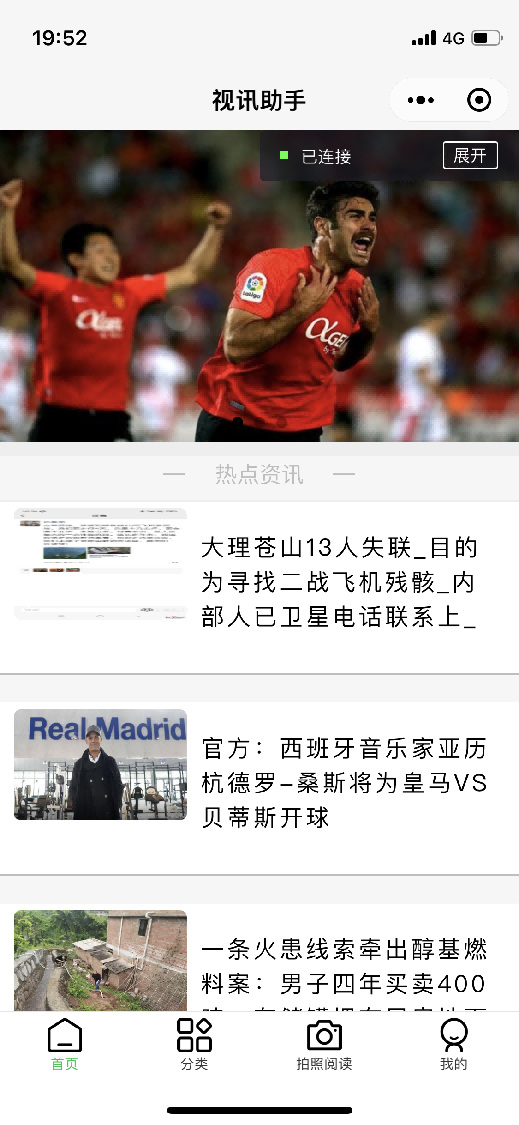 19:52
4G
视讯助手
已连接
展开
LaLiga
热点资讯
大理苍山13人失联_目的
为寻找二战飞机残骸_内
部人已卫星电话联系上_
Real Madrid
官方：西班牙音乐家亚历
杭德罗-桑斯将为皇马VS
贝蒂斯开球
一条火患线索牵出醇基燃
料案：男子四年买卖400
首页
分类
拍照阅读
我的